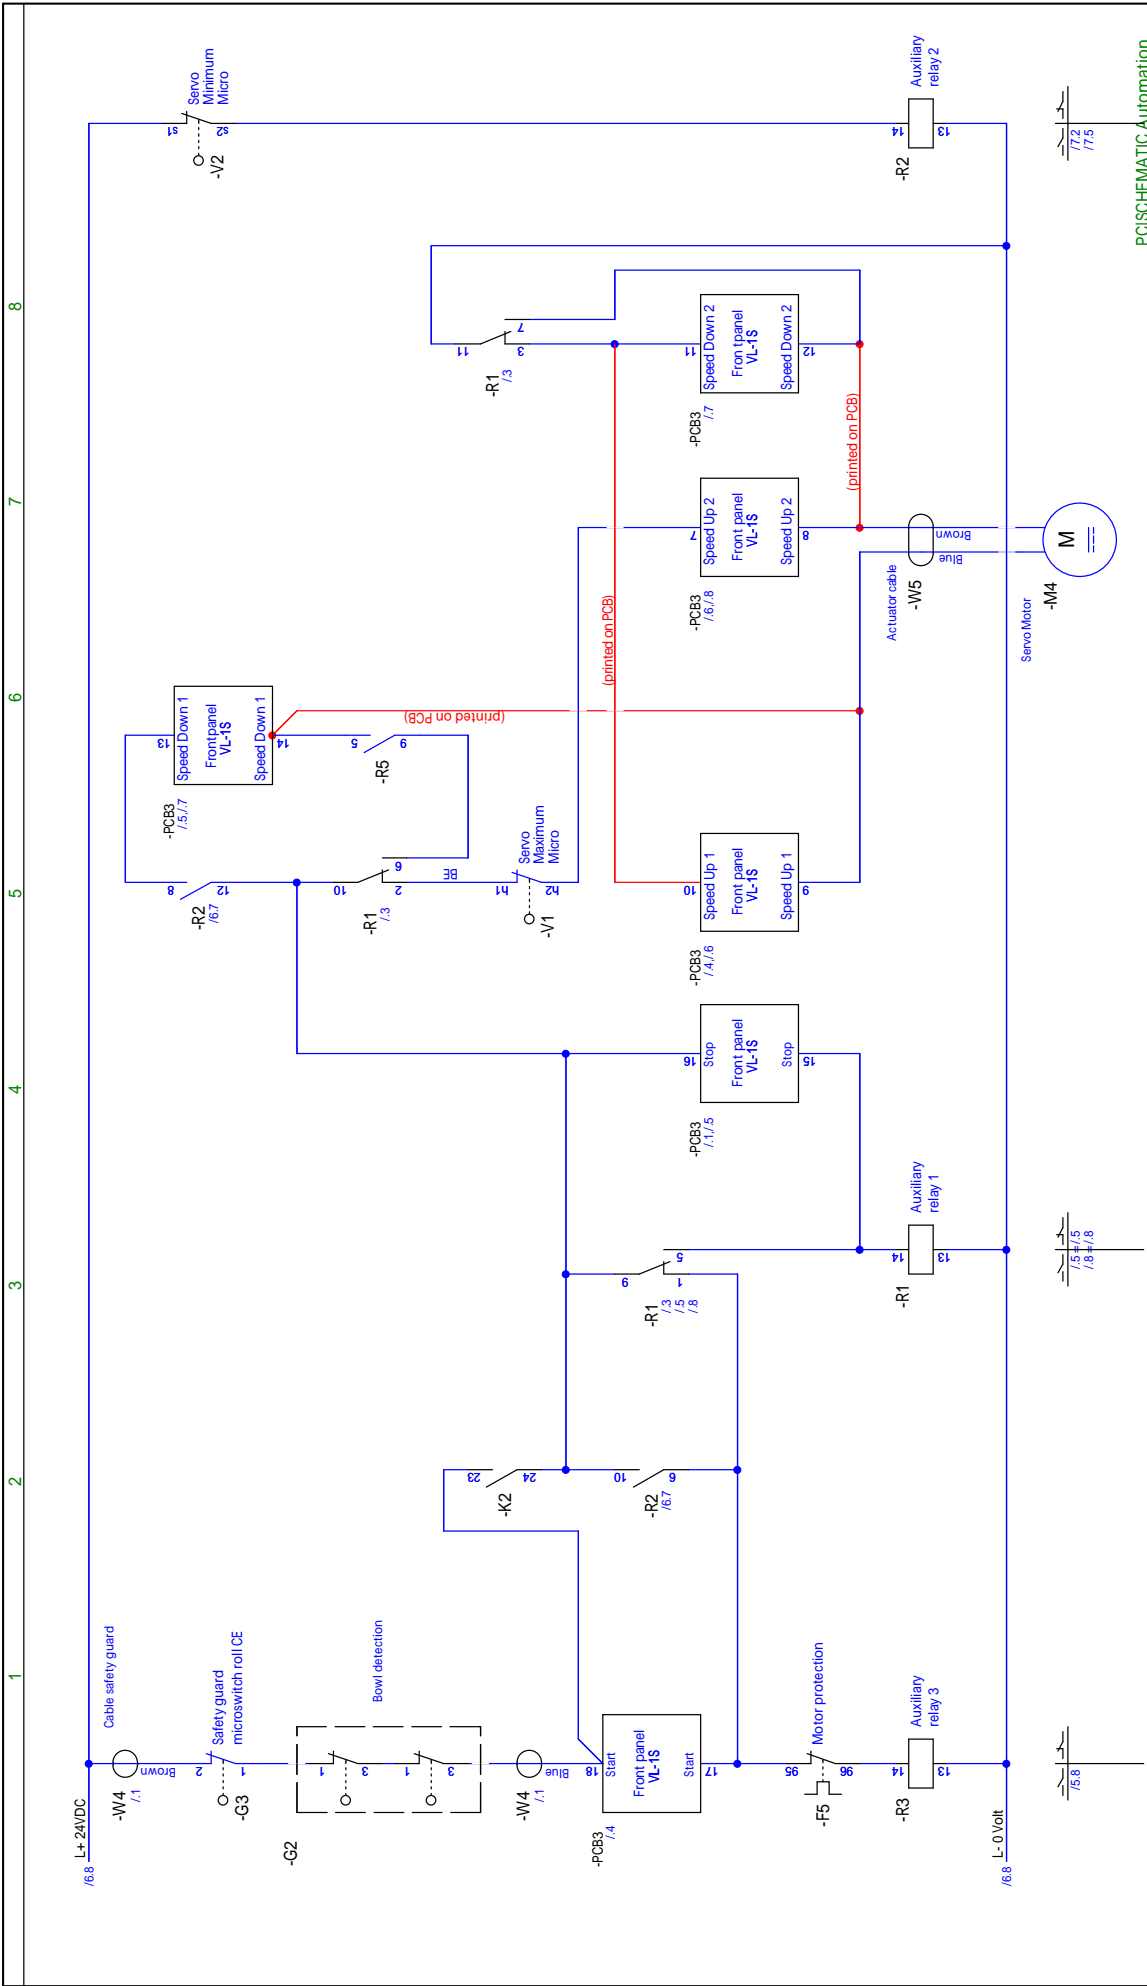 1
2
3
4
5
6
7
8
L+ 24VDC
/6.8
Cable safety guard
-W4
/.1
Brown
2
1
Safety guard
microswitch roll CE
-G3
Bowl detection
1
3
1
3
-G2
-W4
/.1
Blue
18
Start
Front panel
VL-1S
Start
17
-PCB3
/.4
Motor protection
95
96
-F5
14
13
Auxiliary
relay 3
-R3
L- 0 Volt
/6.8
/5.8
23
24
-K2
10
6
-R2
/6.7
9
5
1
-R1
/.3
/.5
/.8
14
13
Auxiliary
relay 1
-R1
/.5 #/.5
/.8 #/.8
16
Stop
Front panel
VL-1S
Stop
15
-PCB3
/.1,/.5
8
12
-R2
/6.7
10
6
2
-R1
/.3
BE
h1
h2
Servo
Maximum
Micro
-V1
10
Speed Up 1
Front panel
VL-1S
Speed Up 1
9
-PCB3
/.4,/.6
13
Speed Down 1
Frontpanel
VL-1S
Speed Down 1
14
-PCB3
/.5,/.7
5
9
-R5
(printed on PCB)
(printed on PCB)
7
Speed Up 2
Front panel
VL-1S
Speed Up 2
8
-PCB3
/.6,/.8
(printed on PCB)
Actuator cable
-W5
Blue
Brown
Servo Motor
M
-M4
11
7
3
-R1
/.3
11
Speed Down 2
Fron tpanel
VL-1S
Speed Down 2
12
-PCB3
/.7
s1
s2
Servo
Minimum
Micro
-V2
14
13
Auxiliary
relay 2
-R2
/7.2
/7.5
PC|SCHEMATIC Automation